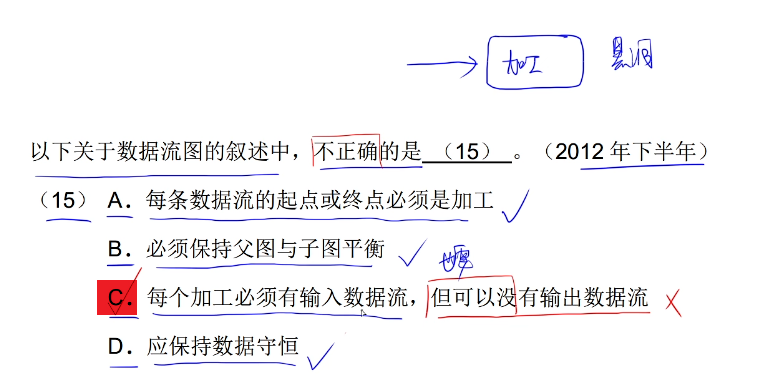 加工 黑洞
以下关于数据流图的叙述中，不正确的是 （15） 。（2012 年下半年）
（15） A．每条数据流的起点或终点必须是加工
B．必须保持父图与子图平衡
C．每个加工必须有输入数据流，但可以没有输出数据流
D．应保持数据守恒